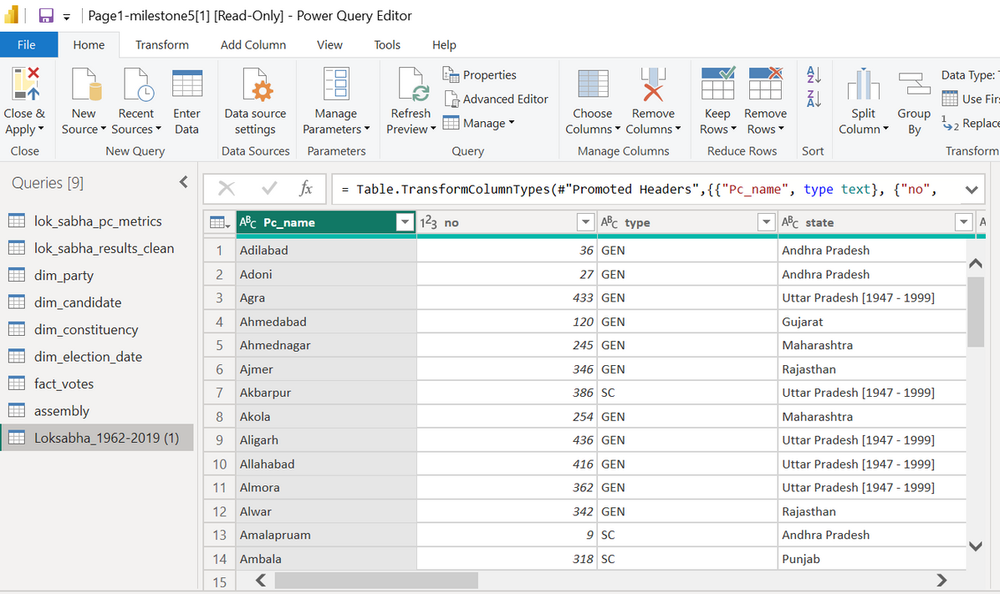 Page1-milestone5[1] [Read-Only] - Power Query Editor
File Home Transform Add Column View Tools Help
Close & Apply
New Source
Recent Sources
Enter Data
Data source settings
Manage Parameters
Refresh Preview
Properties
Advanced Editor
Manage
Choose Columns
Remove Columns
Keep Rows
Remove Rows
Split Column
Group By
Data Type:
Use Firs
Replace
Close New Query Data Sources Parameters Query Manage Columns Reduce Rows Sort Transform
Queries [9]
lok_sabha_pc_metrics
lok_sabha_results_clean
dim_party
dim_candidate
dim_constituency
dim_election_date
fact_votes
assembly
Loksabha_1962-2019 (1)
fx
= Table.TransformColumnTypes(#"Promoted Headers",{{"Pc_name", type text}, {"no",
ABC Pc_name 123 no ABC type ABC state A
1 Adilabad 36 GEN Andhra Pradesh
2 Adoni 27 GEN Andhra Pradesh
3 Agra 433 GEN Uttar Pradesh [1947 - 1999]
4 Ahmedabad 120 GEN Gujarat
5 Ahmednagar 245 GEN Maharashtra
6 Ajmer 346 GEN Rajasthan
7 Akbarpur 386 SC Uttar Pradesh [1947 - 1999]
8 Akola 254 GEN Maharashtra
9 Aligarh 436 GEN Uttar Pradesh [1947 - 1999]
10 Allahabad 416 GEN Uttar Pradesh [1947 - 1999]
11 Almora 362 GEN Uttar Pradesh [1947 - 1999]
12 Alwar 342 GEN Rajasthan
13 Amalapruam 9 SC Andhra Pradesh
14 Ambala 318 SC Punjab
15